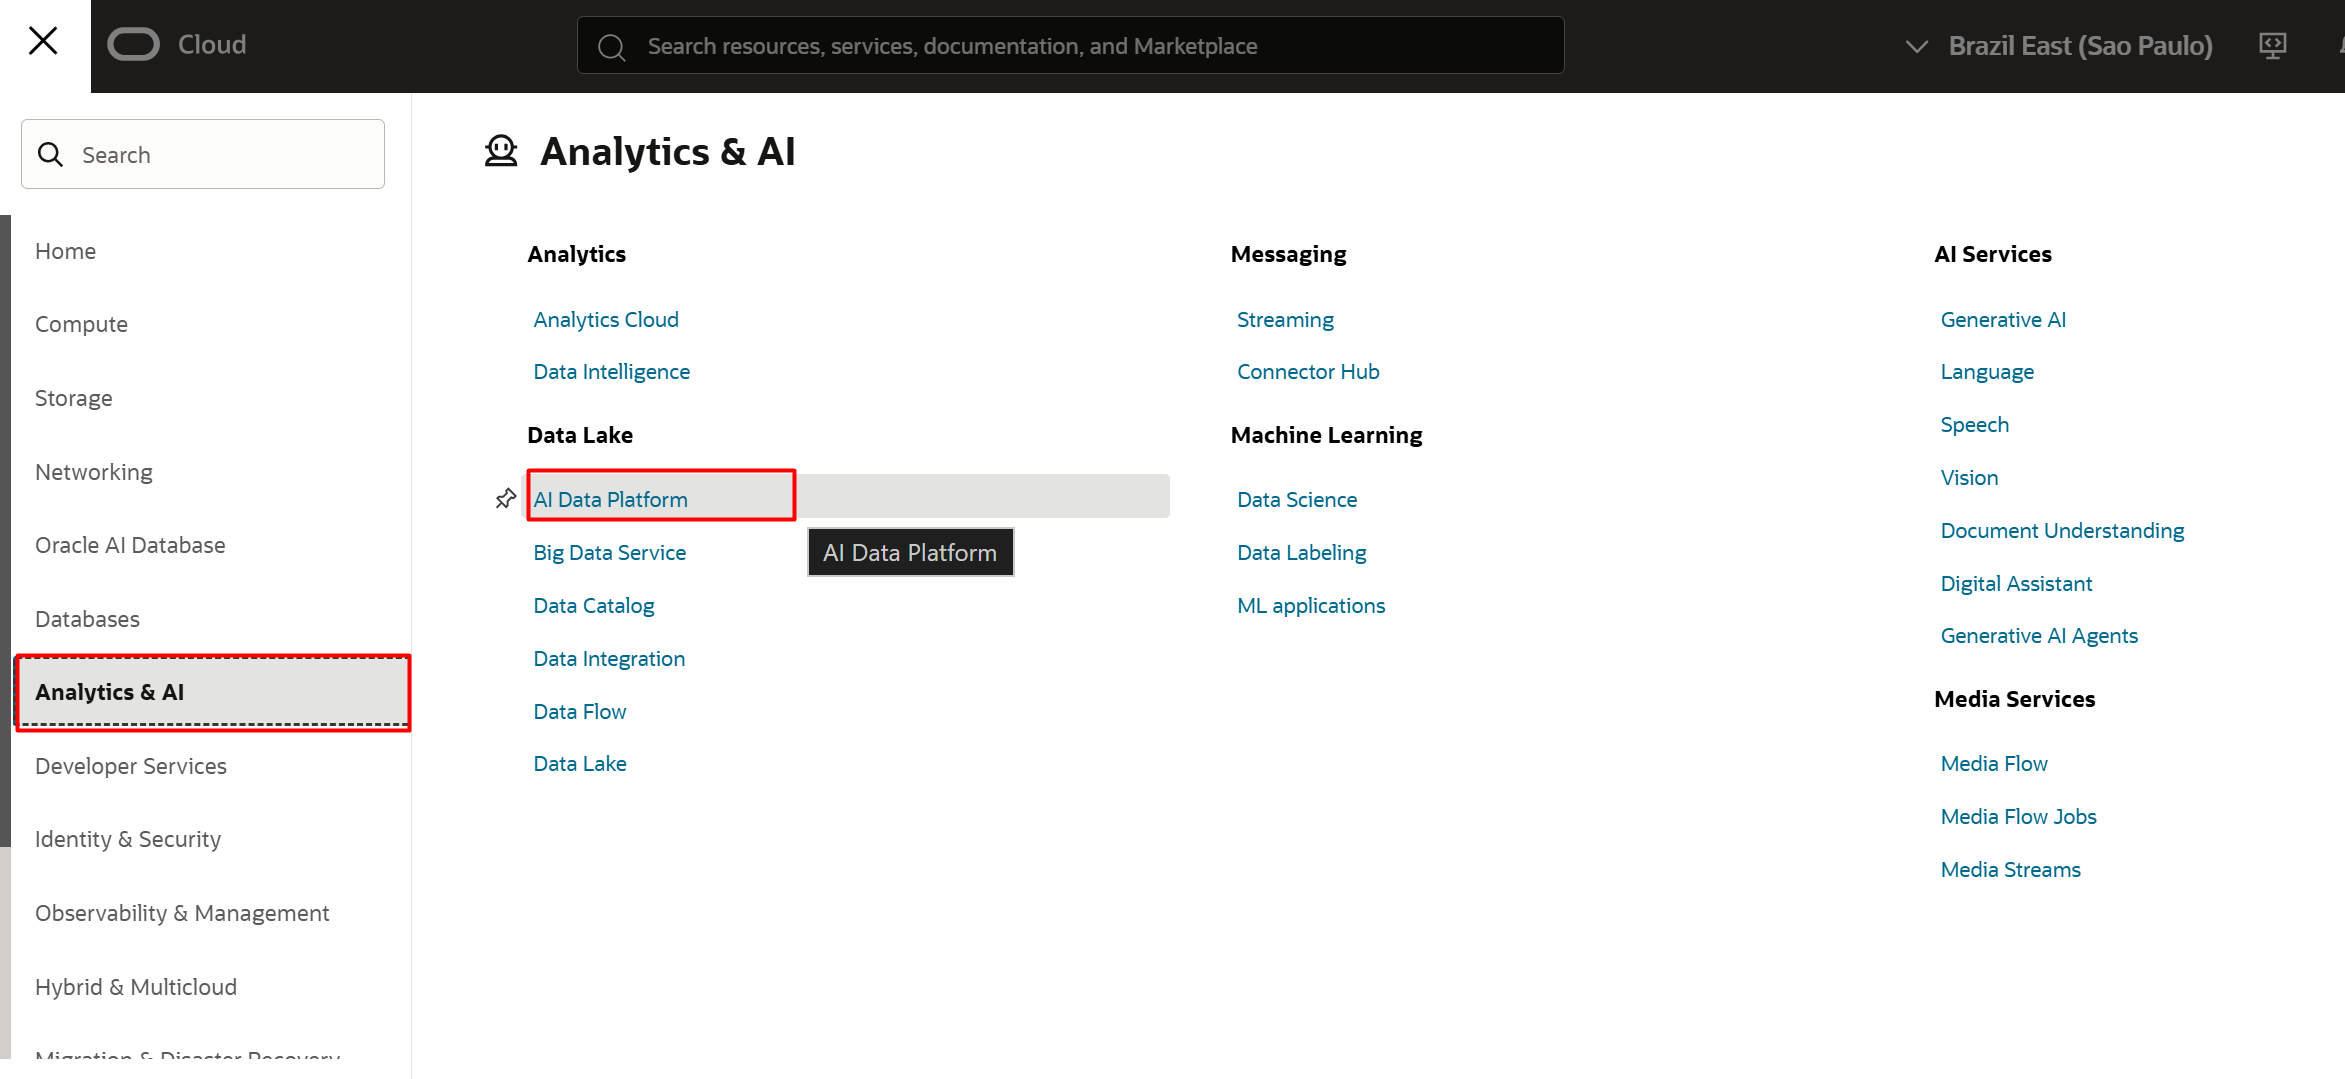 Cloud
Search resources, services, documentation, and Marketplace
Brazil East (Sao Paulo)
Search
Home
Compute
Storage
Networking
Oracle AI Database
Databases
Analytics & AI
Developer Services
Identity & Security
Observability & Management
Hybrid & Multicloud
Migration & Disaster Recovery
Analytics & AI
Analytics
Analytics Cloud
Data Intelligence
Data Lake
AI Data Platform
AI Data Platform
Big Data Service
Data Catalog
Data Integration
Data Flow
Data Lake
Messaging
Streaming
Connector Hub
Machine Learning
Data Science
Data Labeling
ML applications
AI Services
Generative AI
Language
Speech
Vision
Document Understanding
Digital Assistant
Generative AI Agents
Media Services
Media Flow
Media Flow Jobs
Media Streams